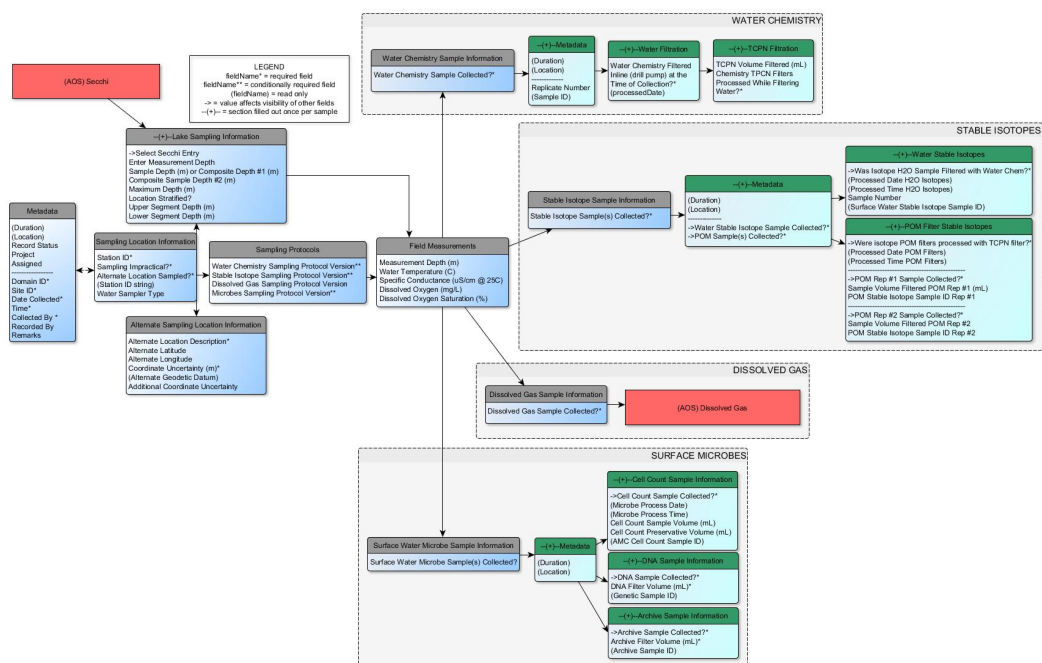 WATER CHEMISTRY
Water Chemistry Sample Information
Water Chemistry Sample Collected?*
--(+)--Metadata
(Duration)
(Location)
--------------
Replicate Number
(Sample ID)
--(+)--Water Filtration
Water Chemistry Filtered
Inline (drill pump) at the
Time of Collection?*
(processedDate)
--(+)--TCPN Filtration
TCPN Volume Filtered (mL)
Chemistry TCPN Filters
Processed While Filtering
Water?*
(AOS) Secchi
LEGEND
fieldName* = required field
fieldName** = conditionally required field
(fieldName) = read only
-> = value affects visibility of other fields
--(+)-- = section filled out once per sample
--(+)--Lake Sampling Information
->Select Secchi Entry
Enter Measurement Depth
Sample Depth (m) or Composite Depth #1 (m)
Composite Sample Depth #2 (m)
Maximum Depth (m)
Location Stratified?
Upper Segment Depth (m)
Lower Segment Depth (m)
Metadata
(Duration)
(Location)
Record Status
Project
Assigned
--------------------
Domain ID*
Site ID*
Date Collected*
Time*
Collected By *
Recorded By
Remarks
Sampling Location Information
Station ID*
Sampling Impractical?*
Alternate Location Sampled?*
(Station ID string)
Water Sampler Type
Sampling Protocols
Water Chemistry Sampling Protocol Version**
Stable Isotope Sampling Protocol Version**
Dissolved Gas Sampling Protocol Version
Microbes Sampling Protocol Version**
Alternate Sampling Location Information
Alternate Location Description*
Alternate Latitude
Alternate Longitude
Coordinate Uncertainty (m)*
(Alternate Geodetic Datum)
Additional Coordinate Uncertainty
Field Measurements
Measurement Depth (m)
Water Temperature (C)
Specific Conductance (uS/cm @ 25C)
Dissolved Oxygen (mg/L)
Dissolved Oxygen Saturation (%)
STABLE ISOTOPES
Stable Isotope Sample Information
Stable Isotope Sample(s) Collected?*
--(+)--Metadata
(Duration)
(Location)
--------------
->Water Stable Isotope Sample Collected?*
->POM Sample(s) Collected?*
--(+)--Water Stable Isotopes
->Was Isotope H2O Sample Filtered with Water Chem?*
(Processed Date H2O Isotopes)
(Processed Time H2O Isotopes)
Sample Number
(Surface Water Stable Isotope Sample ID)
--(+)--POM Filter Stable Isotopes
->Were isotope POM filters processed with TCPN filter?*
(Processed Date POM Filters)
(Processed Time POM Filters)
------------------------------------------
->POM Rep #1 Sample Collected?*
Sample Volume Filtered POM Rep #1 (mL)
POM Stable Isotope Sample ID Rep #1
------------------------------------------
->POM Rep #2 Sample Collected?*
Sample Volume Filtered POM Rep #2
POM Stable Isotope Sample ID Rep #2
DISSOLVED GAS
Dissolved Gas Sample Information
Dissolved Gas Sample Collected?*
(AOS) Dissolved Gas
SURFACE MICROBES
Surface Water Microbe Sample Information
Surface Water Microbe Sample(s) Collected?
--(+)--Metadata
(Duration)
(Location)
--(+)--Cell Count Sample Information
->Cell Count Sample Collected?*
(Microbe Process Date)
(Microbe Process Time)
Cell Count Sample Volume (mL)
Cell Count Preservative Volume (mL)
(AMC Cell Count Sample ID)
--(+)--DNA Sample Information
->DNA Sample Collected?*
DNA Filter Volume (mL)*
(Genetic Sample ID)
--(+)--Archive Sample Information
->Archive Sample Collected?*
Archive Filter Volume (mL)*
(Archive Sample ID)